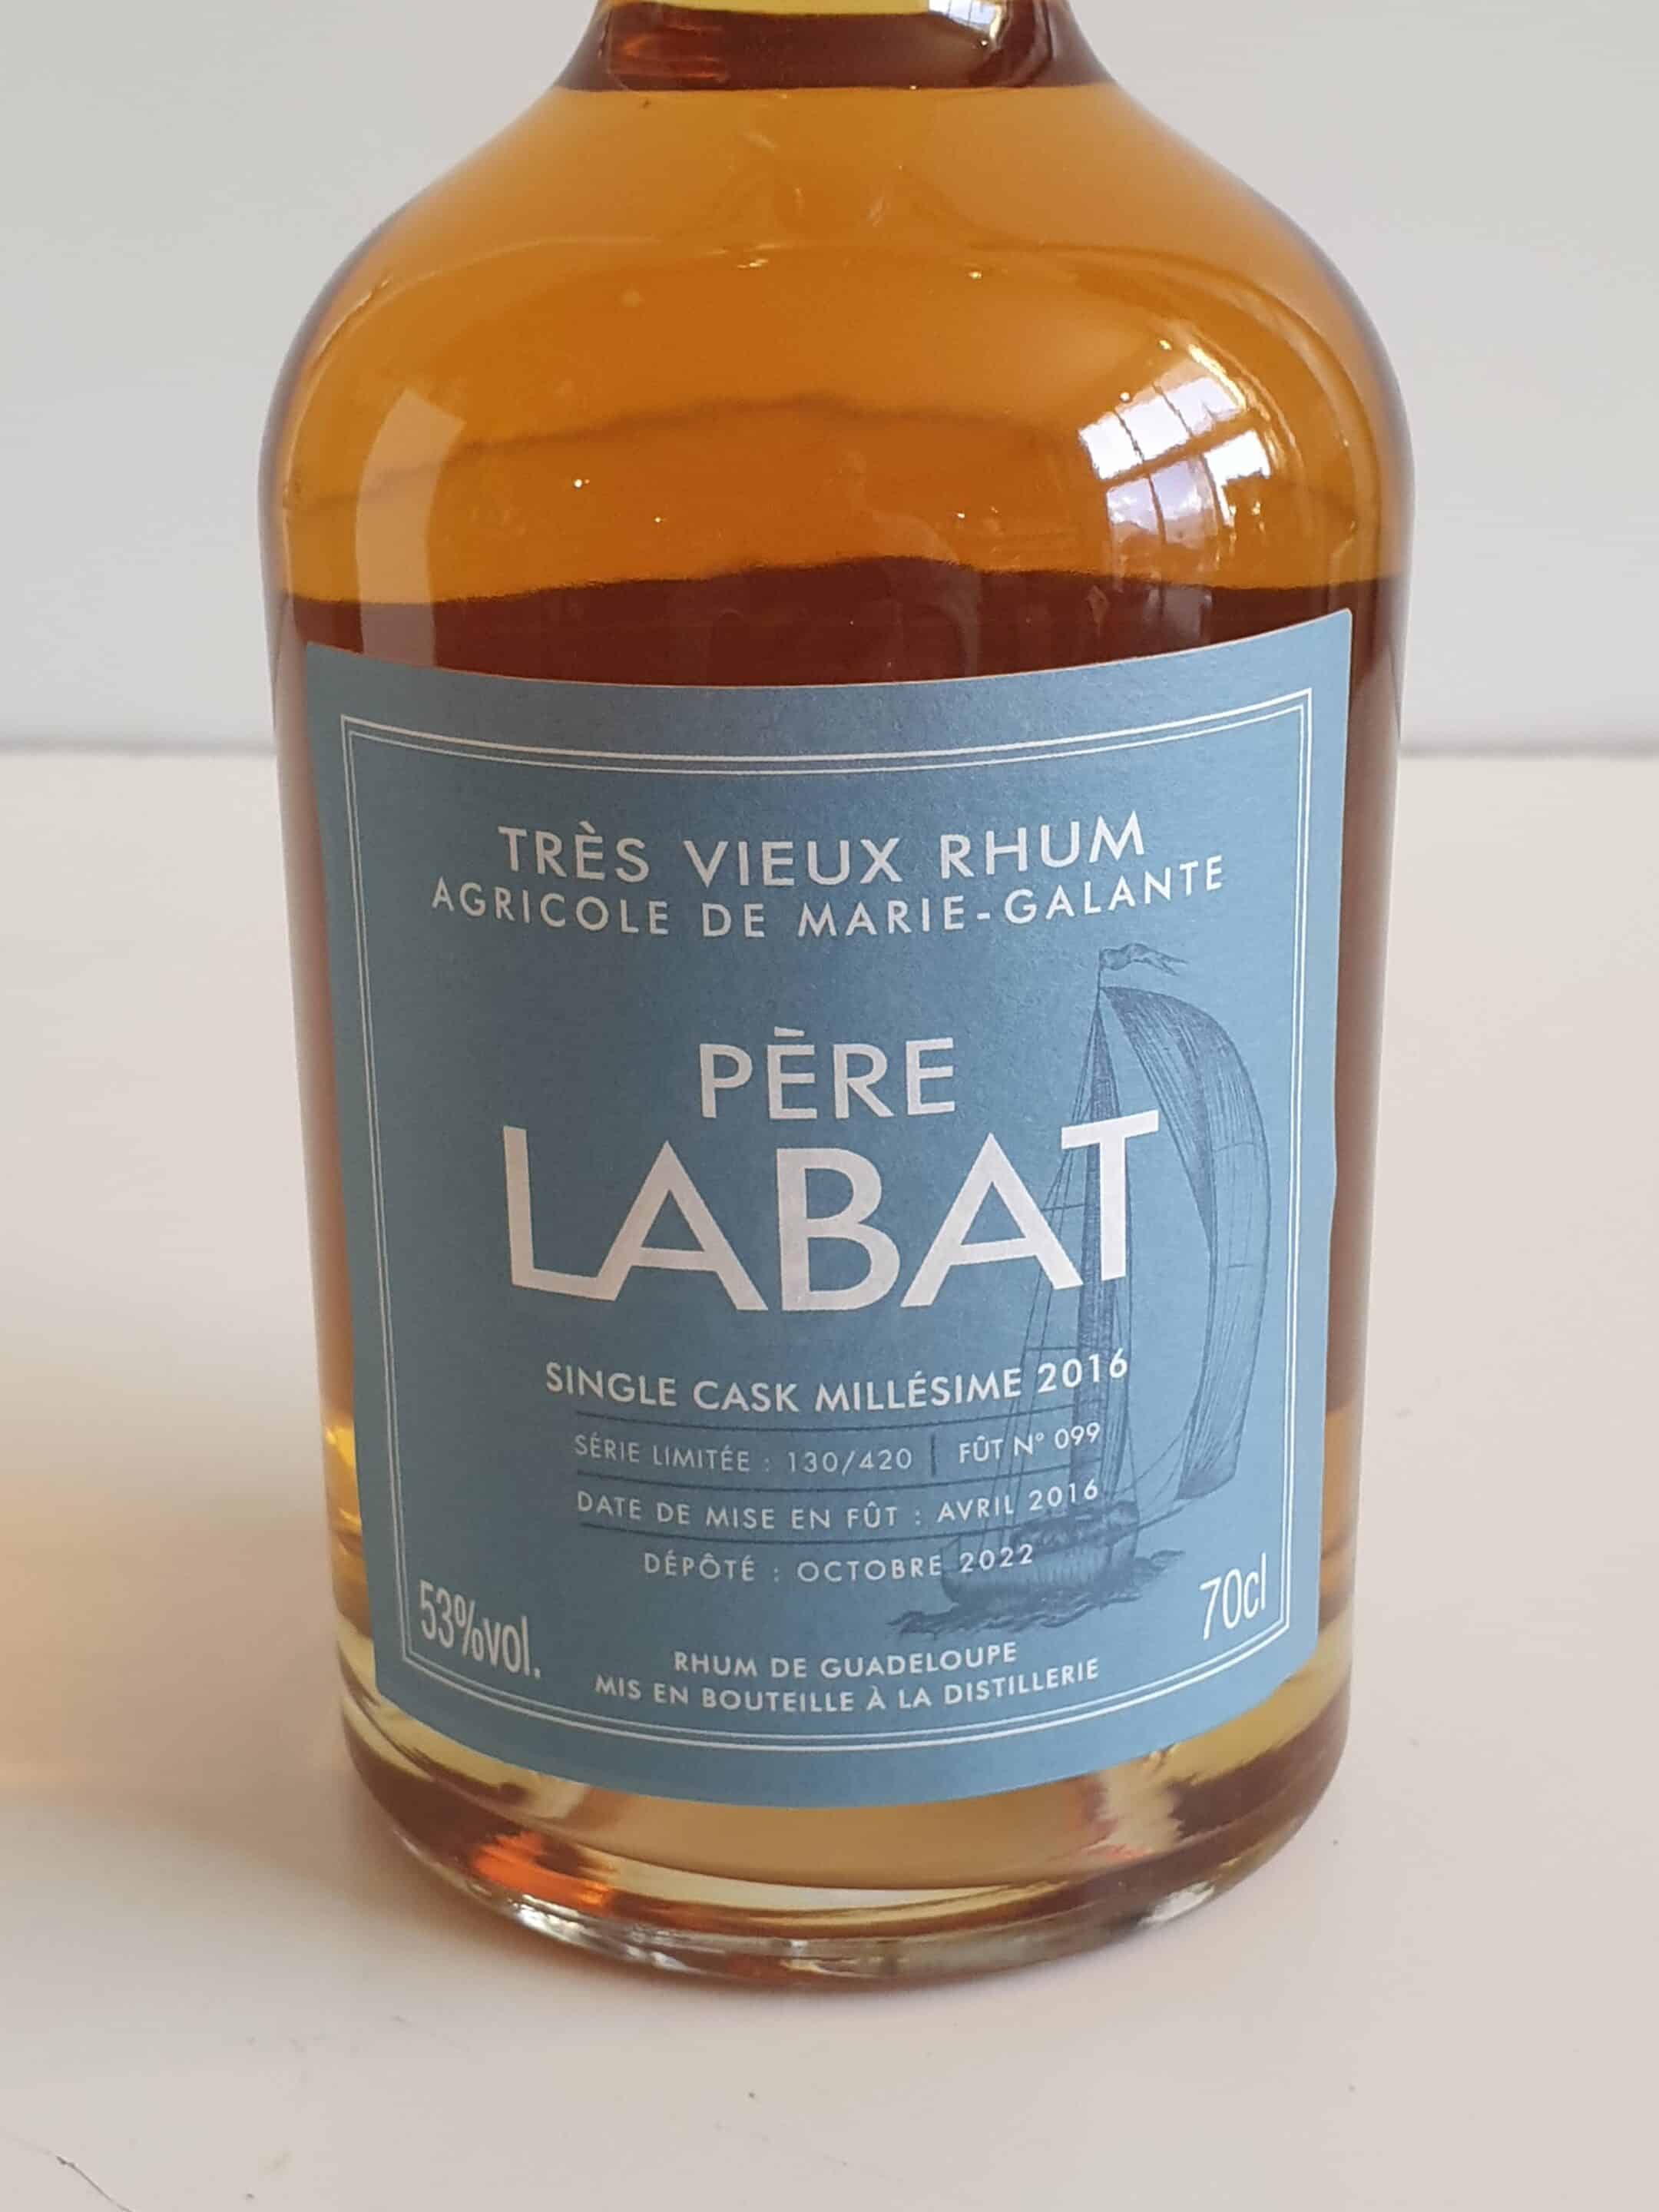 TRÈS VIEUX RHUM
AGRICOLE DE MARIE-GALANTE
PÈRE
LABAT
SINGLE CASK MILLÉSIME 2016
SÉRIE LIMITÉE : 130/420 | FÛT N° 099
DATE DE MISE EN FÛT : AVRIL 2016
DÉPÔTÉ : OCTOBRE 2022
53%vol.
70cl
RHUM DE GUADELOUPE
MIS EN BOUTEILLE À LA DISTILLERIE